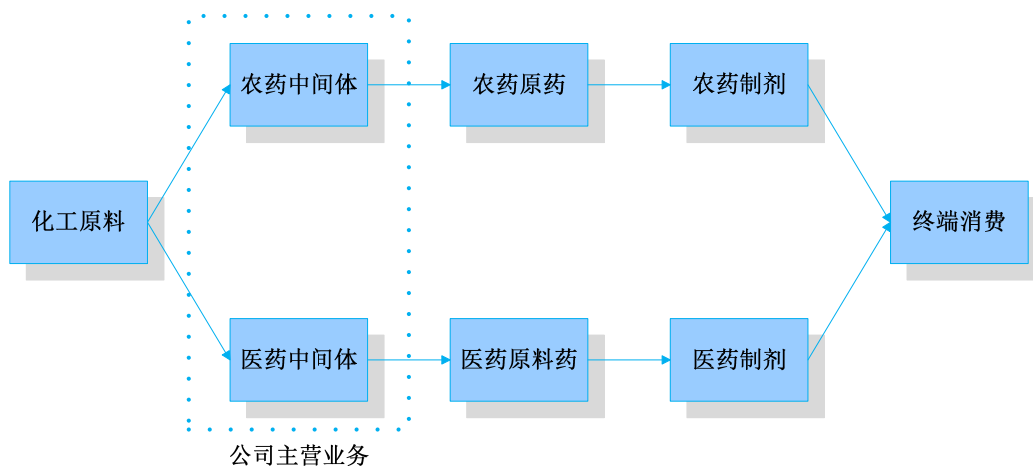 农药中间体
农药原药
农药制剂
化工原料
终端消费
医药中间体
医药原料药
医药制剂
公司主营业务